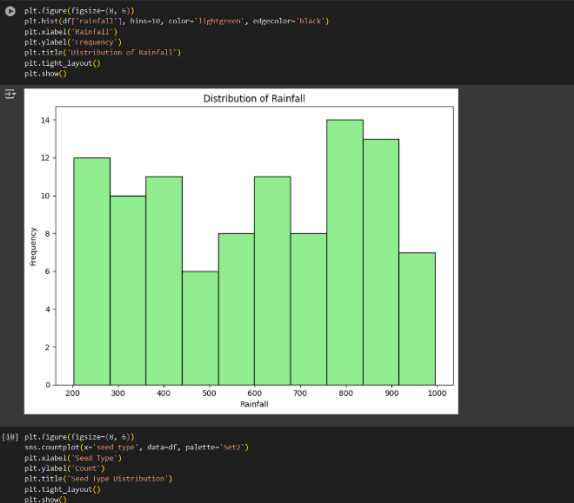 plt.figure(figsize=(8, 6))
plt.hist(df['rainfall'], bins=10, color='lightgreen', edgecolor='black')
plt.xlabel('Rainfall')
plt.ylabel('Frequency')
plt.title('Distribution of Rainfall')
plt.tight_layout()
plt.show()
Distribution of Rainfall
14
12
10
8
6
4
2
0
Frequency
200 300 400 500 600 700 800 900 1000
Rainfall
[10] plt.figure(figsize=(8, 6))
sns.countplot(x='seed type', data=df, palette='Set2')
plt.xlabel('Seed Type')
plt.ylabel('Count')
plt.title('Seed Type Distribution')
plt.tight_layout()
plt.show()